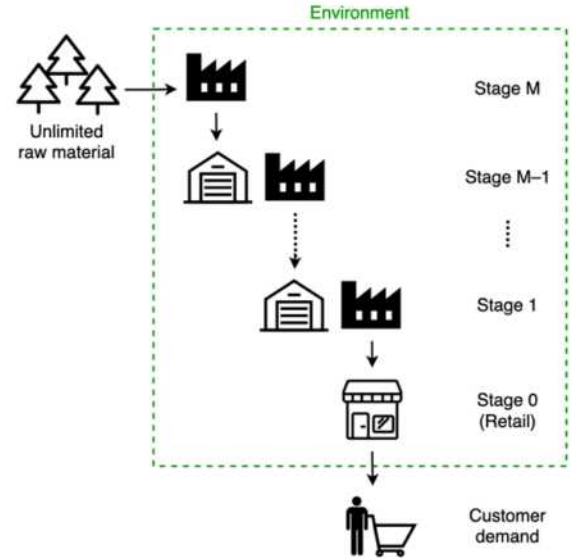 Environment
Unlimited
raw material
Stage M
Stage M–1
Stage 1
Stage 0
(Retail)
Customer
demand